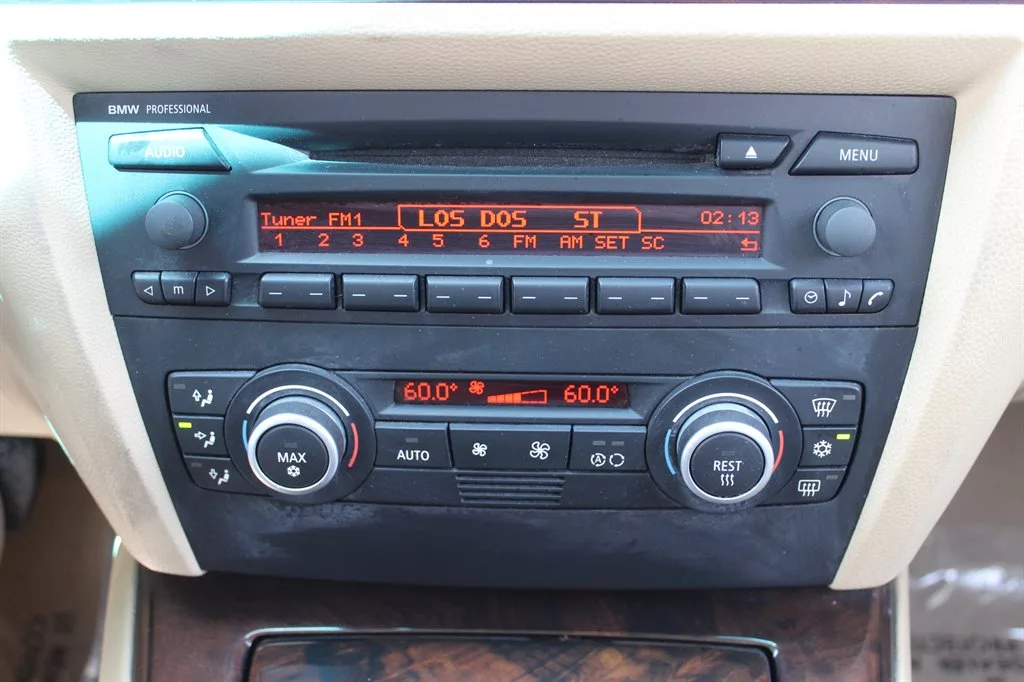 BMW PROFESSIONAL
AUDIO
MENU
Tuner FM1 LOS DOS ST 02:13
1 2 3 4 5 6 FM AM SET SC
m
60.0° 60.0°
MAX
AUTO
A
REST